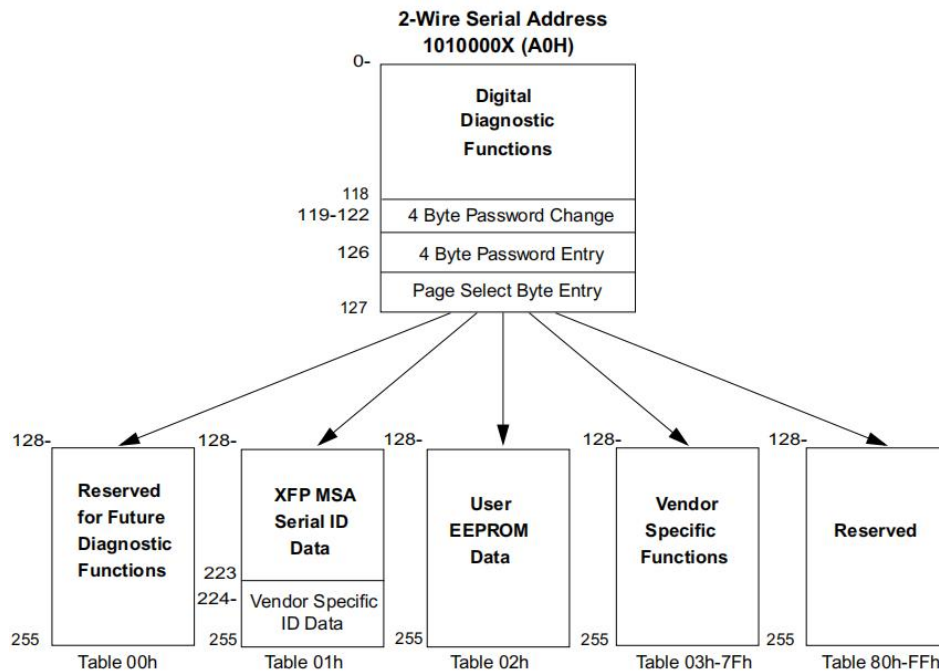 2-Wire Serial Address
1010000X (A0H)
0-
Digital
Diagnostic
Functions
118
119-122
4 Byte Password Change
126
4 Byte Password Entry
Page Select Byte Entry
127
128-
128-
128-
128-
128-
Reserved
for Future
Diagnostic
Functions
XFP MSA
Serial ID
Data
User
EEPROM
Data
Vendor
Specific
Functions
Reserved
223
224-
Vendor Specific
ID Data
255
255
255
255
255
Table 00h
Table 01h
Table 02h
Table 03h-7Fh
Table 80h-FFh